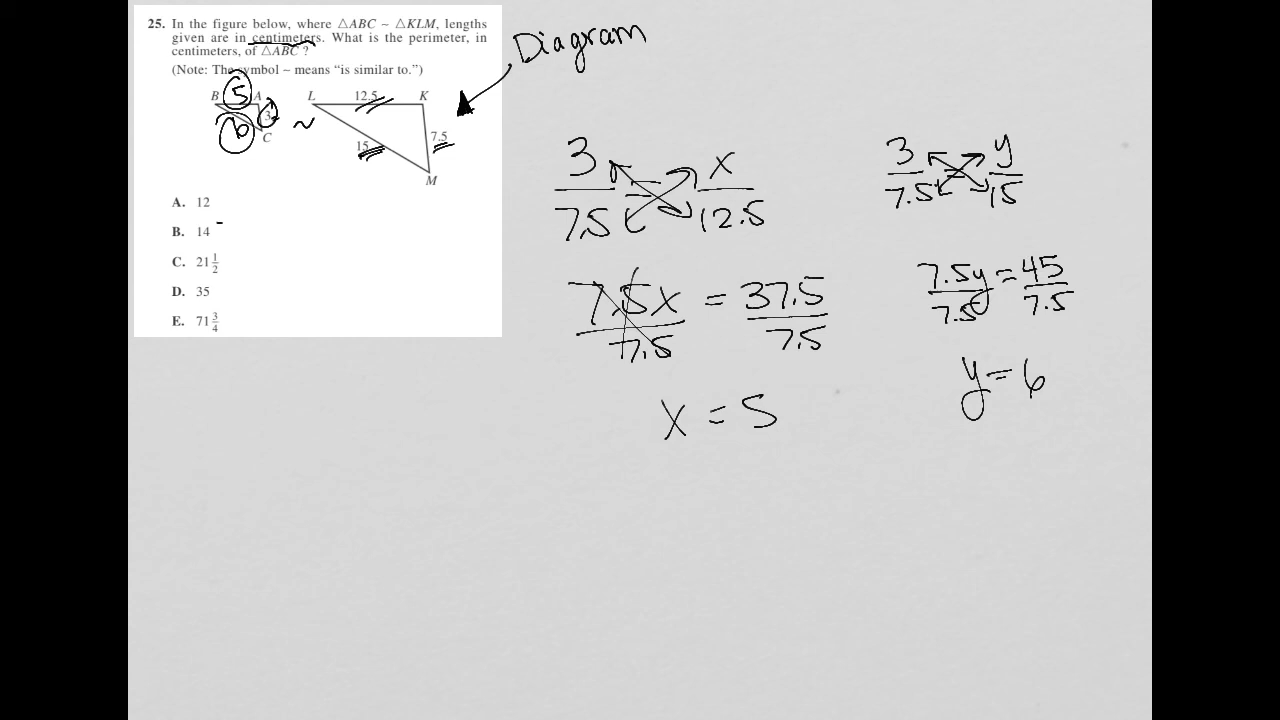 25. In the figure below, where △ABC ~ △KLM, lengths
given are in centimeters. What is the perimeter, in
centimeters, of △ABC ?
(Note: The symbol ~ means “is similar to.”)
B 5 A
3
6
C
~
L 12.5 K
15 7.5
M
A. 12
B. 14
C. 21 1/2
D. 35
E. 71 3/4
Diagram
3/7.5 = x/12.5
7.5x/7.5 = 37.5/7.5
x = 5
3/7.5 = y/15
7.5y/7.5 = 45/7.5
y = 6